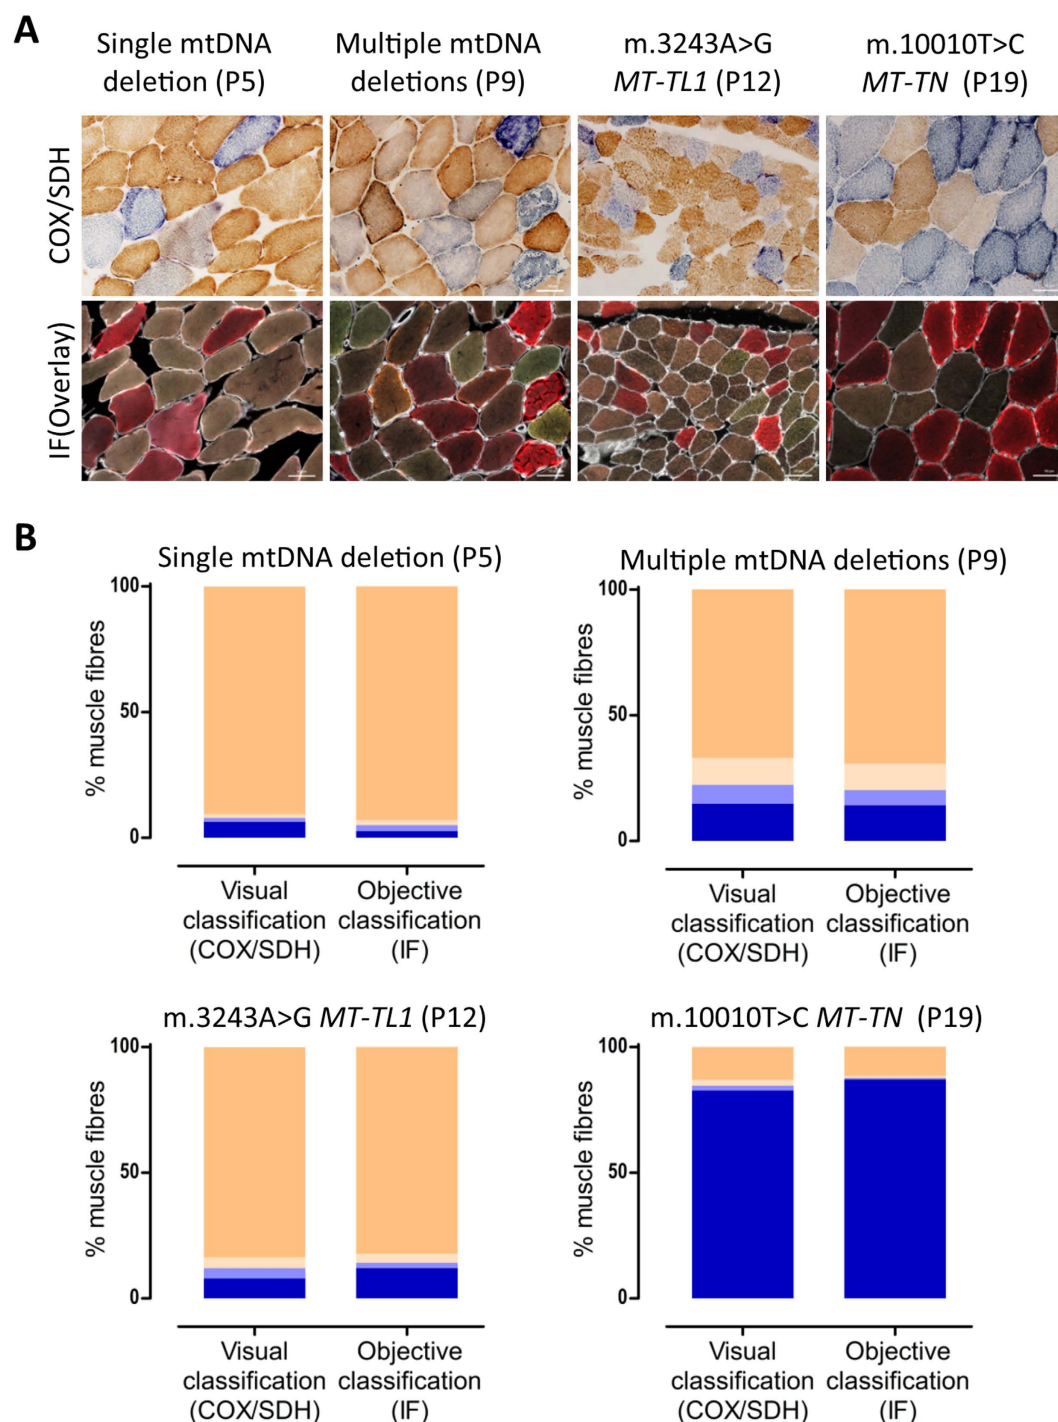 A
Single mtDNA deletion (P5)
Multiple mtDNA deletions (P9)
m.3243A>G MT-TL1 (P12)
m.10010T>C MT-TN (P19)
COX/SDH
IF(Overlay)
B
Single mtDNA deletion (P5)
% muscle fibres
100
50
0
Visual classification (COX/SDH)
Objective classification (IF)
Multiple mtDNA deletions (P9)
% muscle fibres
100
50
0
Visual classification (COX/SDH)
Objective classification (IF)
m.3243A>G MT-TL1 (P12)
% muscle fibres
100
50
0
Visual classification (COX/SDH)
Objective classification (IF)
m.10010T>C MT-TN (P19)
% muscle fibres
100
50
0
Visual classification (COX/SDH)
Objective classification (IF)